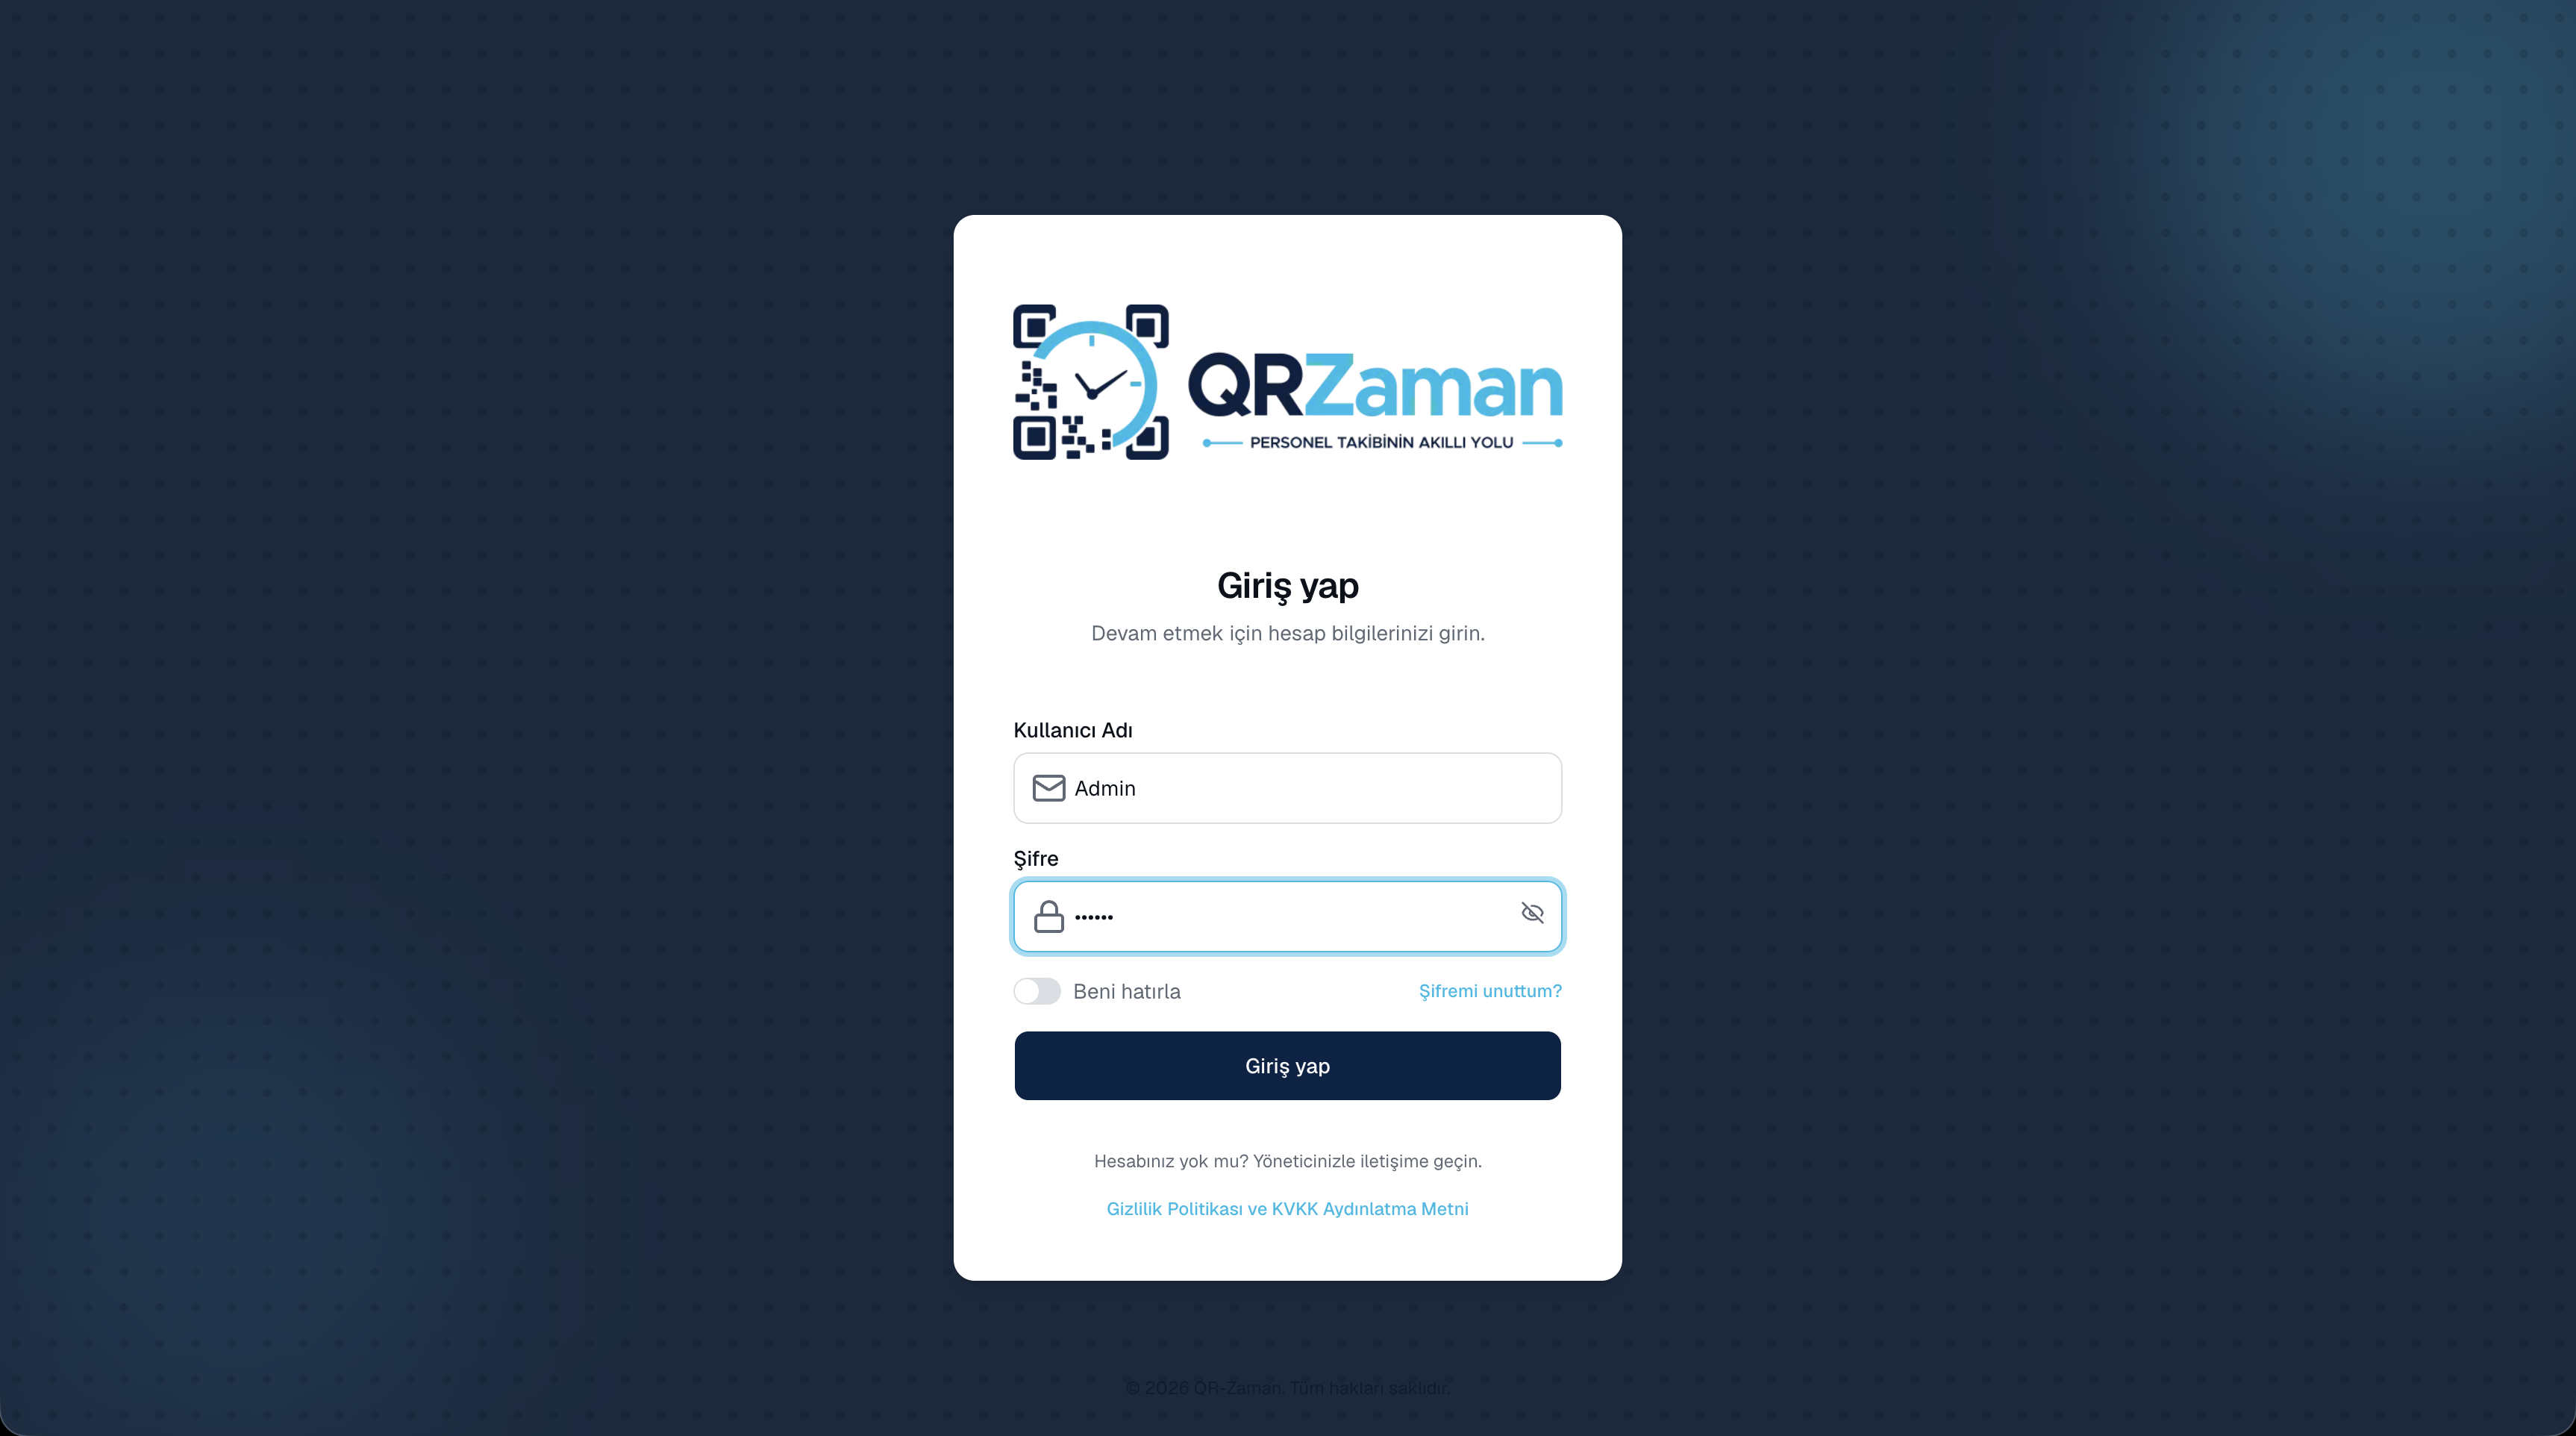 QRZaman
PERSONEL TAKİBİNİN AKILLI YOLU
Giriş yap
Devam etmek için hesap bilgilerinizi girin.
Kullanıcı Adı
Admin
Şifre
••••••
Beni hatırla
Şifremi unuttum?
Giriş yap
Hesabınız yok mu? Yöneticinizle iletişime geçin.
Gizlilik Politikası ve KVKK Aydınlatma Metni
© 2026 QR-Zaman. Tüm hakları saklıdır.